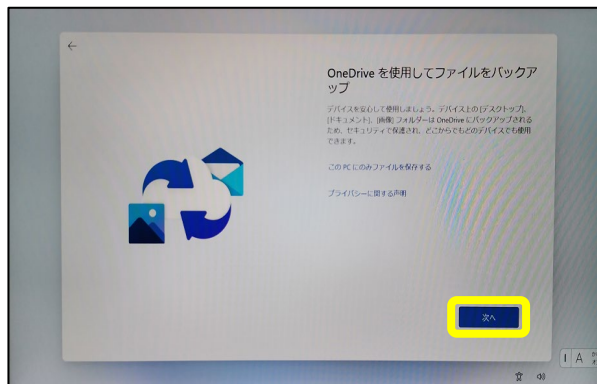 OneDrive を使用してファイルをバックア
ップ
デバイスを安心して使用しましょう。デバイス上の [デスクトップ]、
[ドキュメント]、[画像] フォルダーは OneDrive にバックアップされる
ため、セキュリティで保護され、どこからでもどのデバイスでも使用
できます。
この PC にのみファイルを保存する
プライバシーに関する声明
次へ
A